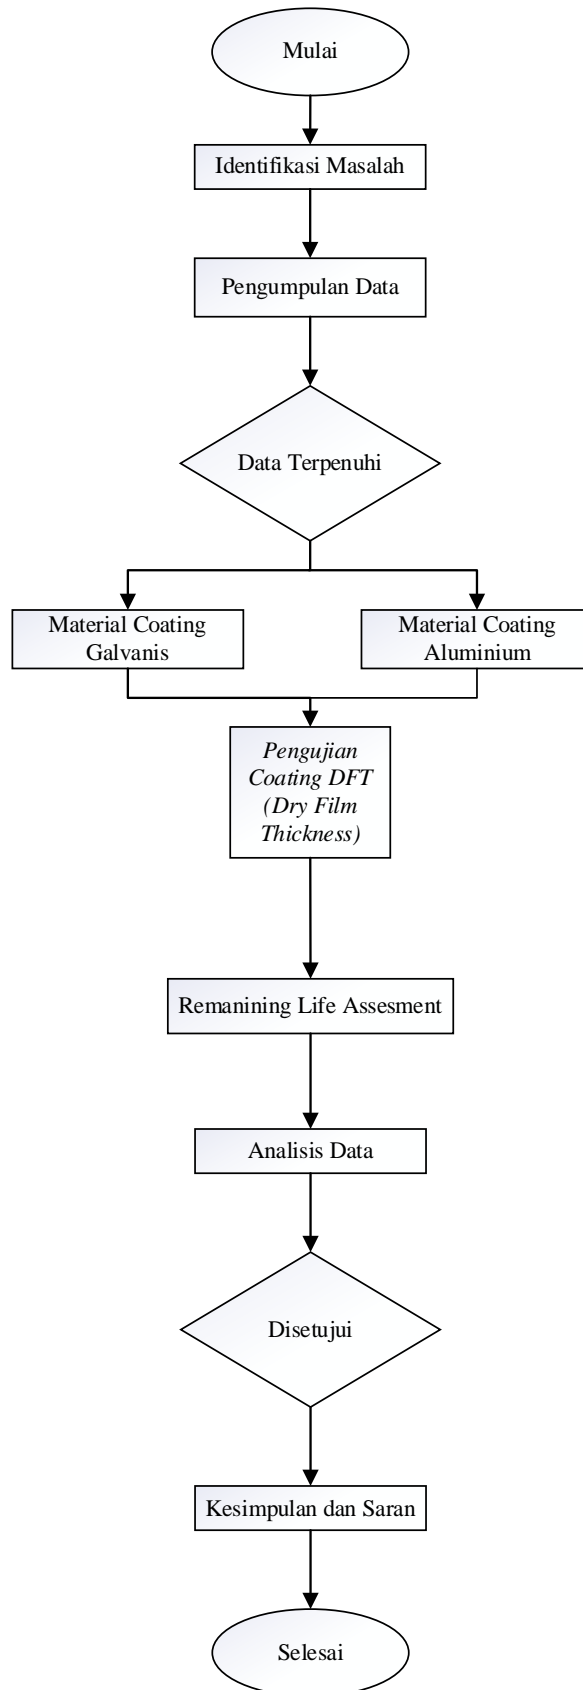 Mulai
Identifikasi Masalah
Pengumpulan Data
Data Terpenuhi
Material Coating
Galvanis
Material Coating
Aluminium
Pengujian
Coating DFT
(Dry Film
Thickness)
Remanining Life Assesment
Analisis Data
Disetujui
Kesimpulan dan Saran
Selesai